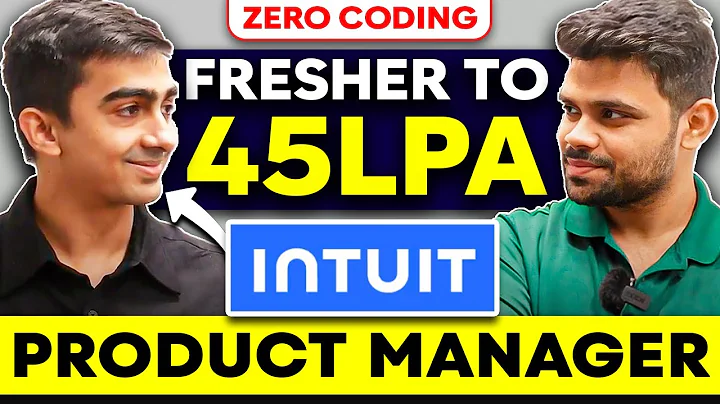 ZERO CODING
FRESHER TO
45LPA
INTUIT
PRODUCT MANAGER